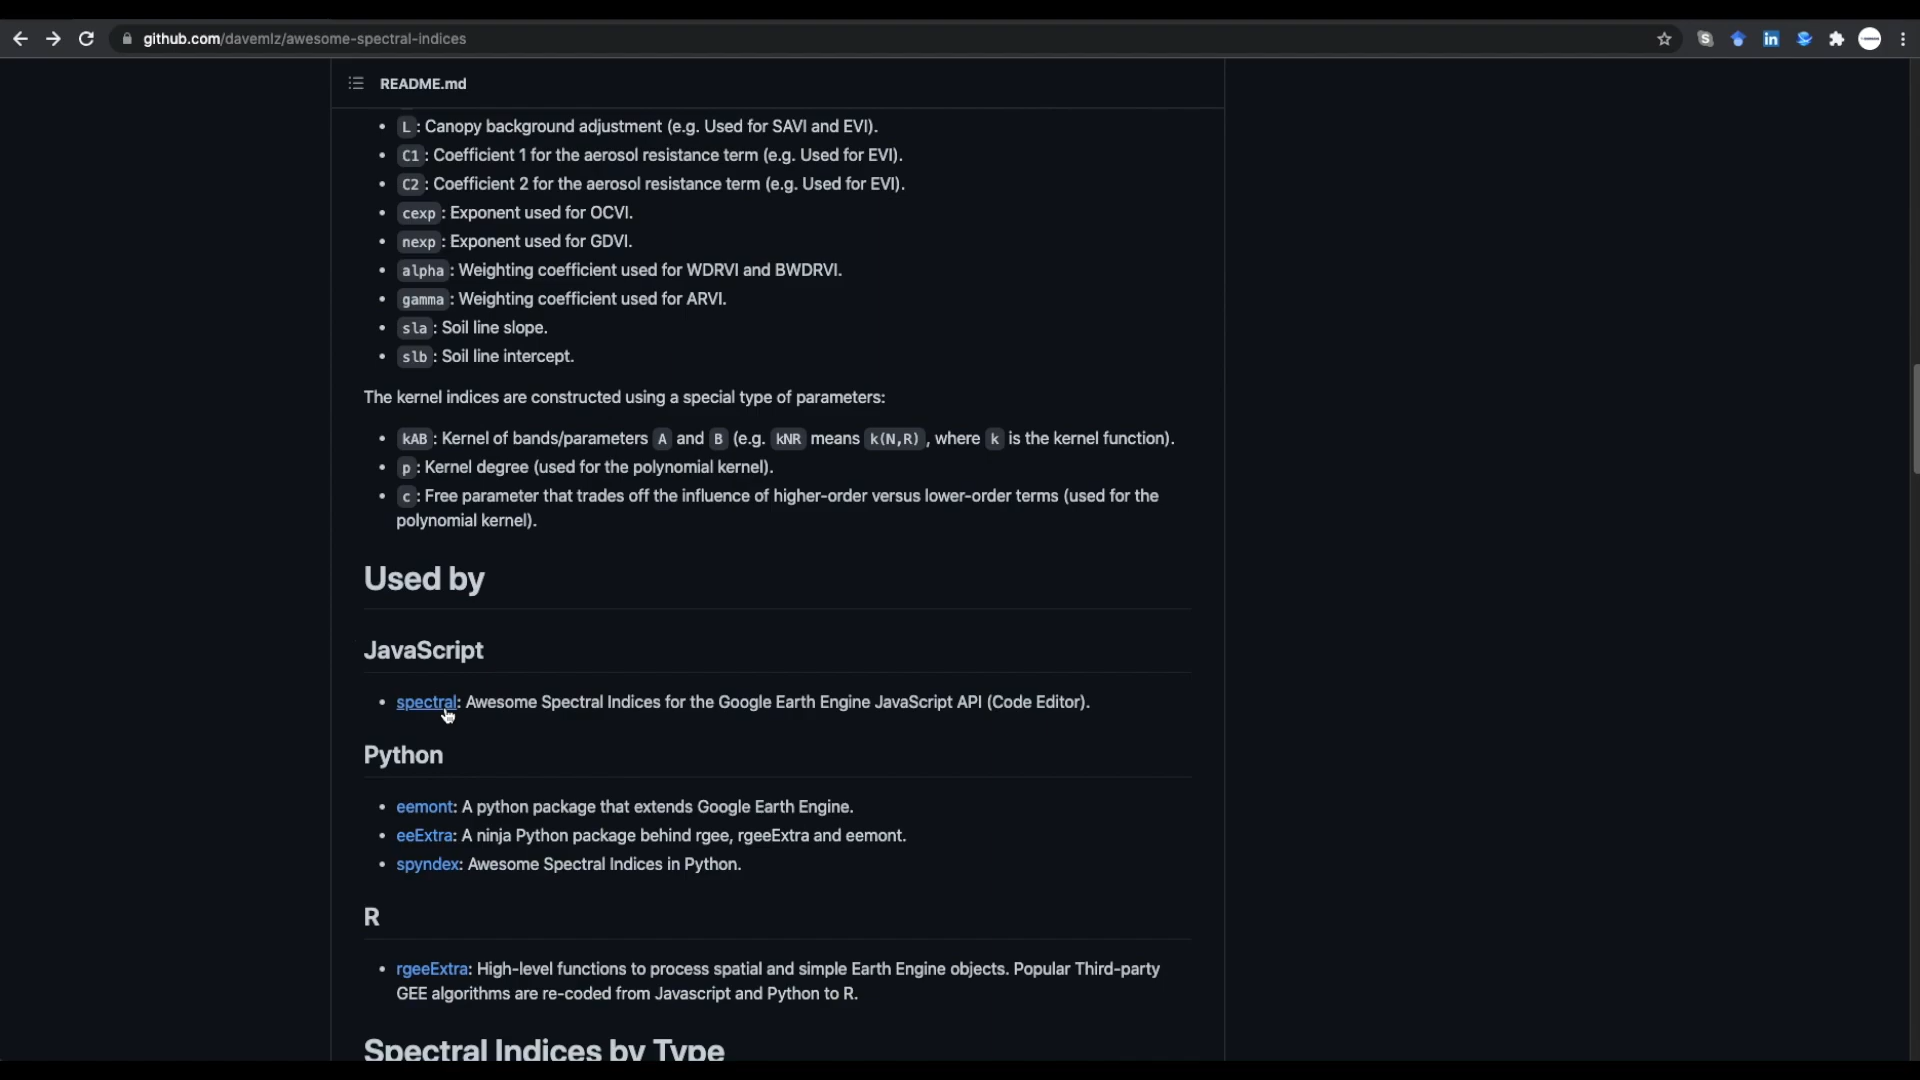 github.com/davemlz/awesome-spectral-indices
README.md
L: Canopy background adjustment (e.g. Used for SAVI and EVI).
C1: Coefficient 1 for the aerosol resistance term (e.g. Used for EVI).
C2: Coefficient 2 for the aerosol resistance term (e.g. Used for EVI).
cexp: Exponent used for OCVI.
nexp: Exponent used for GDVI.
alpha: Weighting coefficient used for WDRVI and BWDRVI.
gamma: Weighting coefficient used for ARVI.
sla: Soil line slope.
slb: Soil line intercept.
The kernel indices are constructed using a special type of parameters:
kAB: Kernel of bands/parameters A and B (e.g. kNR means k(N,R), where k is the kernel function).
p: Kernel degree (used for the polynomial kernel).
c: Free parameter that trades off the influence of higher-order versus lower-order terms (used for the
polynomial kernel).
Used by
JavaScript
spectral: Awesome Spectral Indices for the Google Earth Engine JavaScript API (Code Editor).
Python
eemont: A python package that extends Google Earth Engine.
eeExtra: A ninja Python package behind rgee, rgeeExtra and eemont.
spyndex: Awesome Spectral Indices in Python.
R
rgeeExtra: High-level functions to process spatial and simple Earth Engine objects. Popular Third-party
GEE algorithms are re-coded from Javascript and Python to R.
Spectral Indices by Type